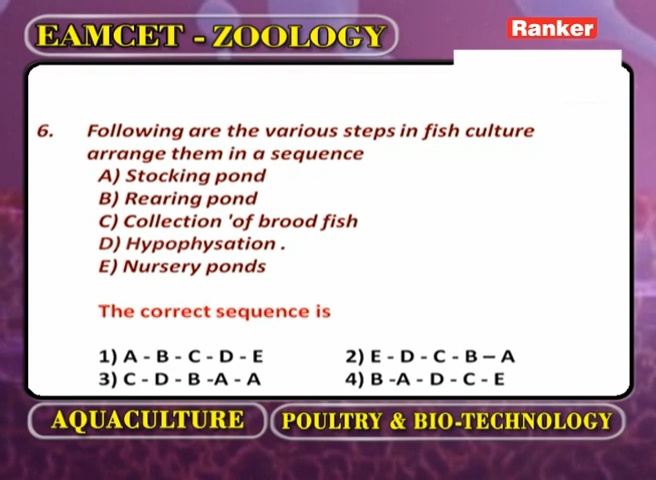 EAMCET - ZOOLOGY
Ranker
6. Following are the various steps in fish culture
arrange them in a sequence
A) Stocking pond
B) Rearing pond
C) Collection 'of brood fish
D) Hypophysation .
E) Nursery ponds
The correct sequence is
1) A - B - C - D - E 2) E - D - C - B – A
3) C - D - B -A - A 4) B -A - D - C - E
AQUACULTURE POULTRY & BIO-TECHNOLOGY